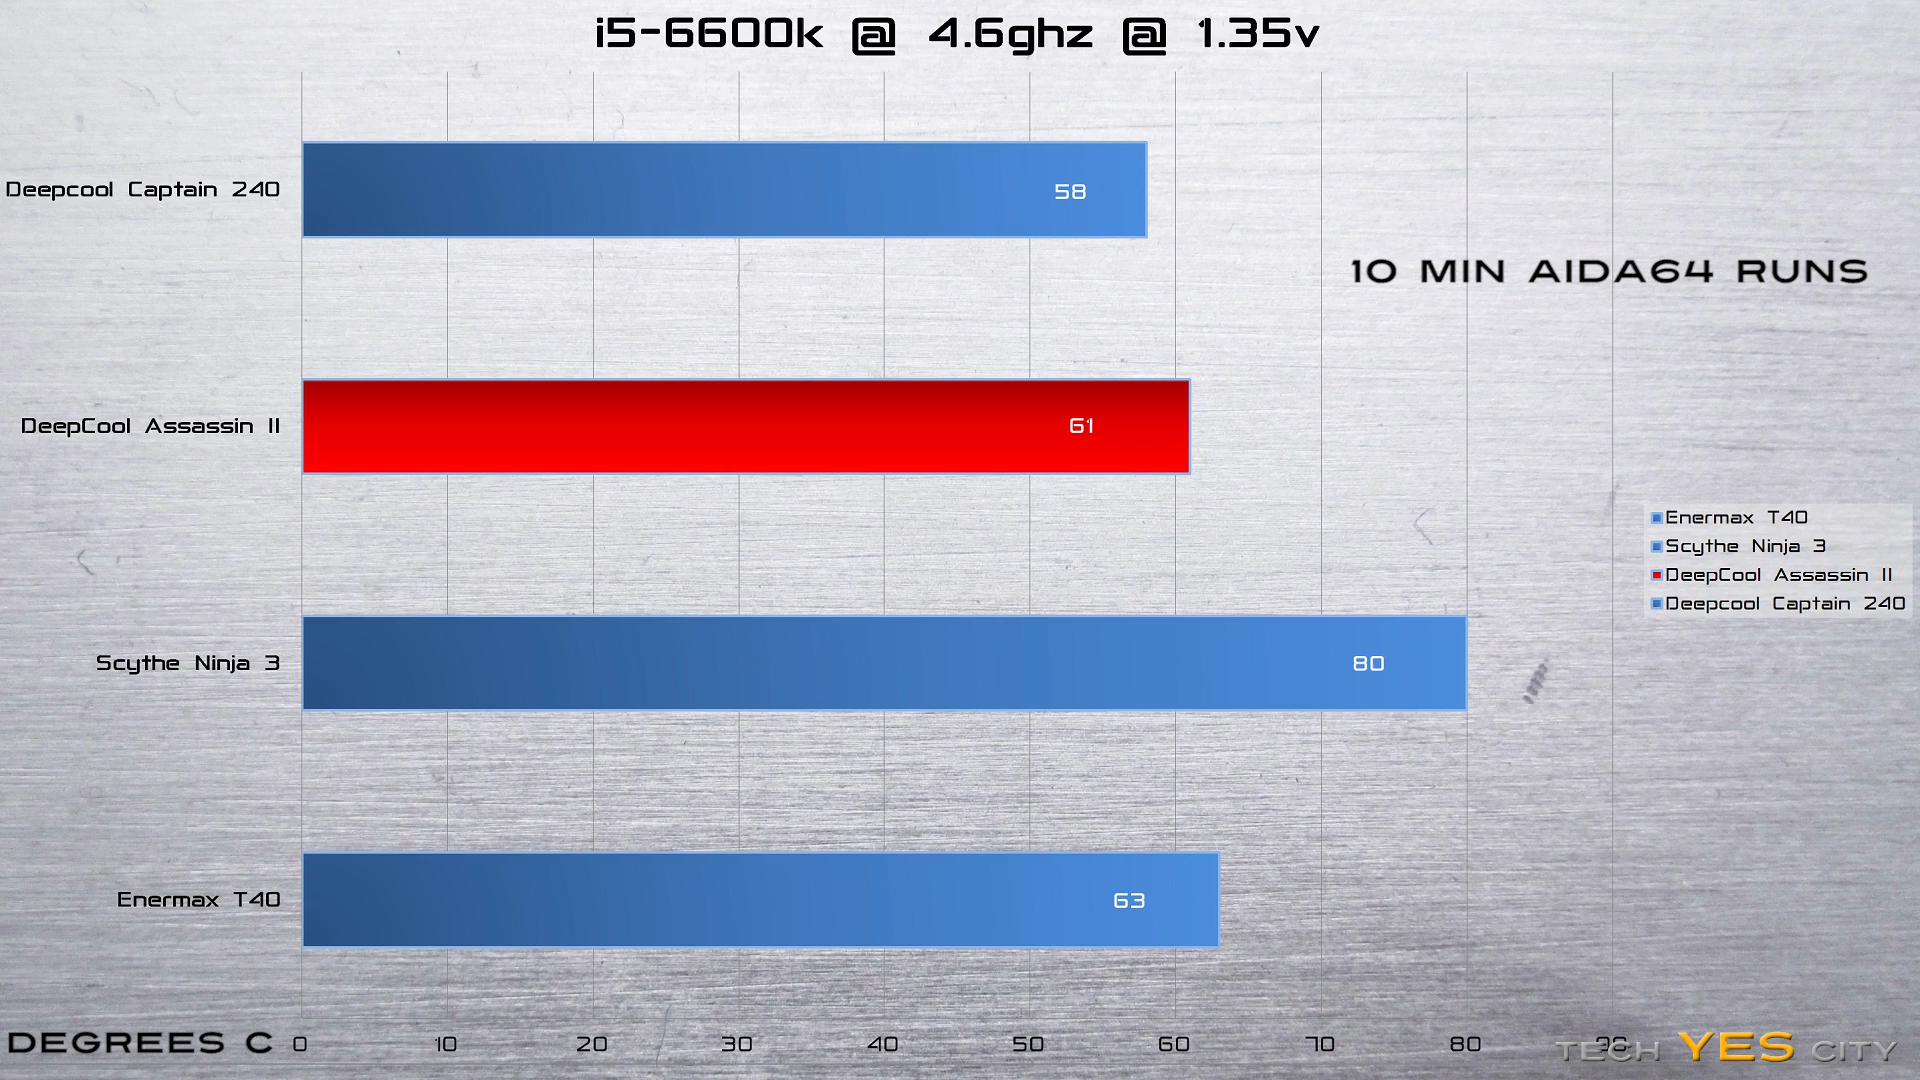 i5-6600k @ 4.6ghz @ 1.35v
Deepcool Captain 240
58
10 MIN AIDA64 RUNS
DeepCool Assassin II
61
Enermax T40
Scythe Ninja 3
DeepCool Assassin II
Deepcool Captain 240
Scythe Ninja 3
80
Enermax T40
63
DEGREES C 0 10 20 30 40 50 60 70 80 90
TECH YES CITY